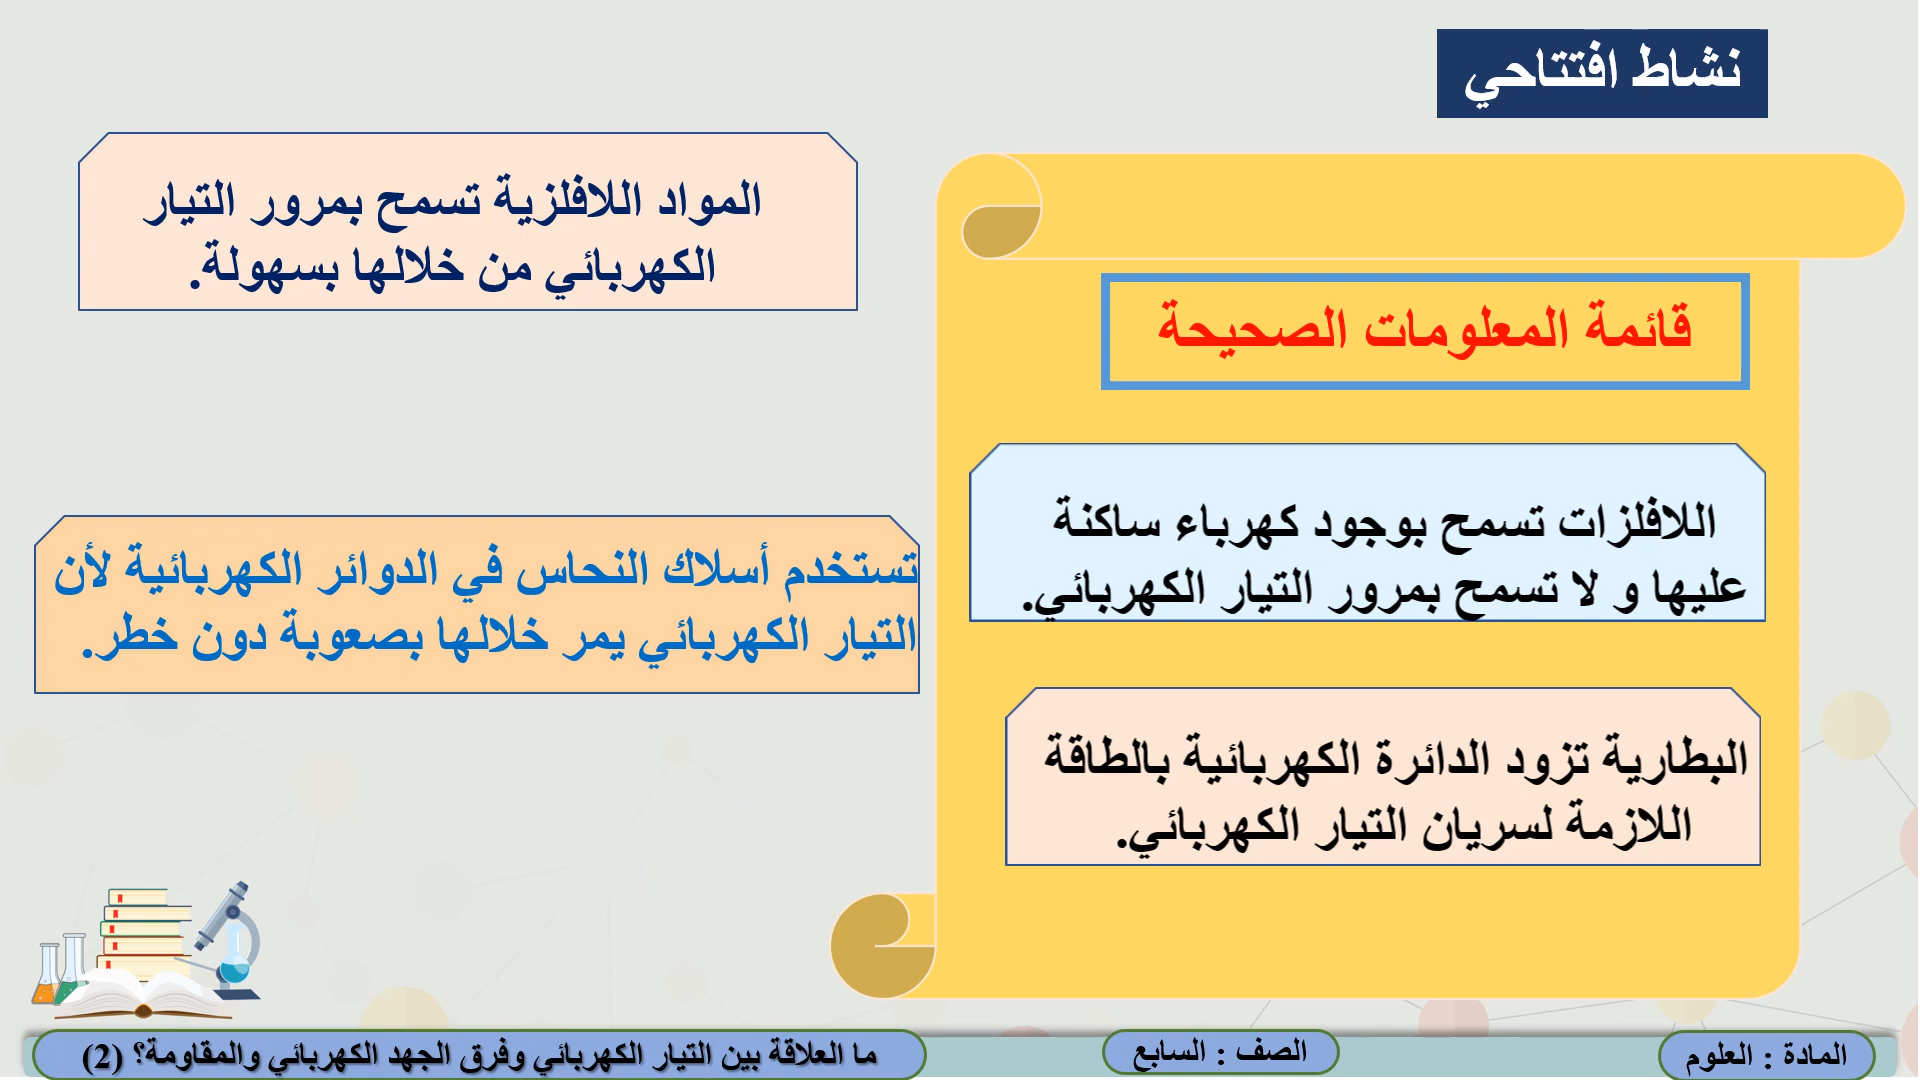 نشاط افتتاحي
قائمة المعلومات الصحيحة
اللافلزات تسمح بوجود كهرباء ساكنة
عليها و لا تسمح بمرور التيار الكهربائي.
البطارية تزود الدائرة الكهربائية بالطاقة
اللازمة لسريان التيار الكهربائي.
المواد اللافلزية تسمح بمرور التيار
الكهربائي من خلالها بسهولة.
تستخدم أسلاك النحاس في الدوائر الكهربائية لأن
التيار الكهربائي يمر خلالها بصعوبة دون خطر.
المادة : العلوم
الصف : السابع
ما العلاقة بين التيار الكهربائي وفرق الجهد الكهربائي والمقاومة؟ (2)